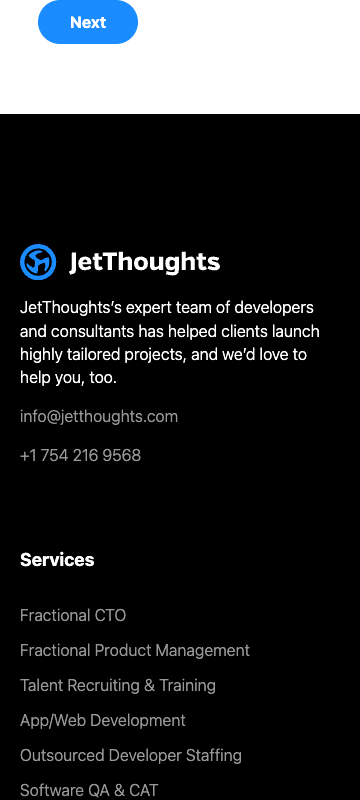 Next
JetThoughts
JetThoughts’s expert team of developers
and consultants has helped clients launch
highly tailored projects, and we’d love to
help you, too.
info@jetthoughts.com
+1 754 216 9568
Services
Fractional CTO
Fractional Product Management
Talent Recruiting & Training
App/Web Development
Outsourced Developer Staffing
Software QA & CAT